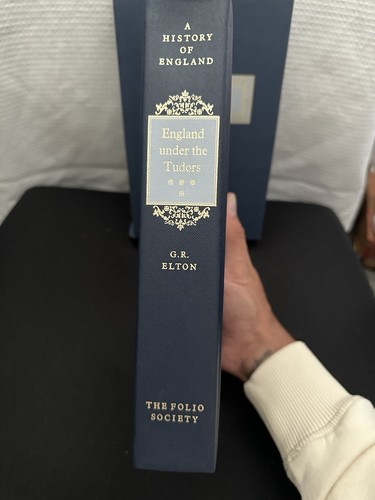 A
HISTORY
OF
ENGLAND
England
under the
Tudors
G.R.
ELTON
THE FOLIO
SOCIETY